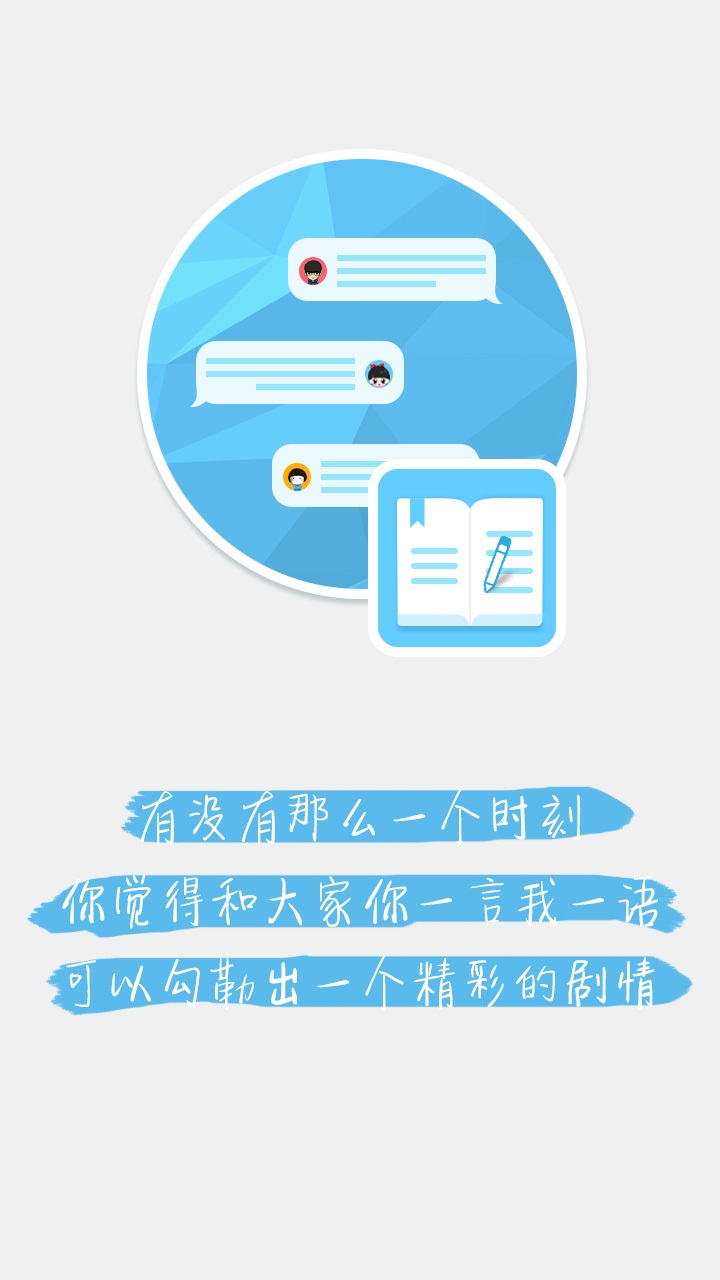 有没有那么一个时刻
你觉得和大家你一言我一语
可以勾勒出一个精彩的剧情